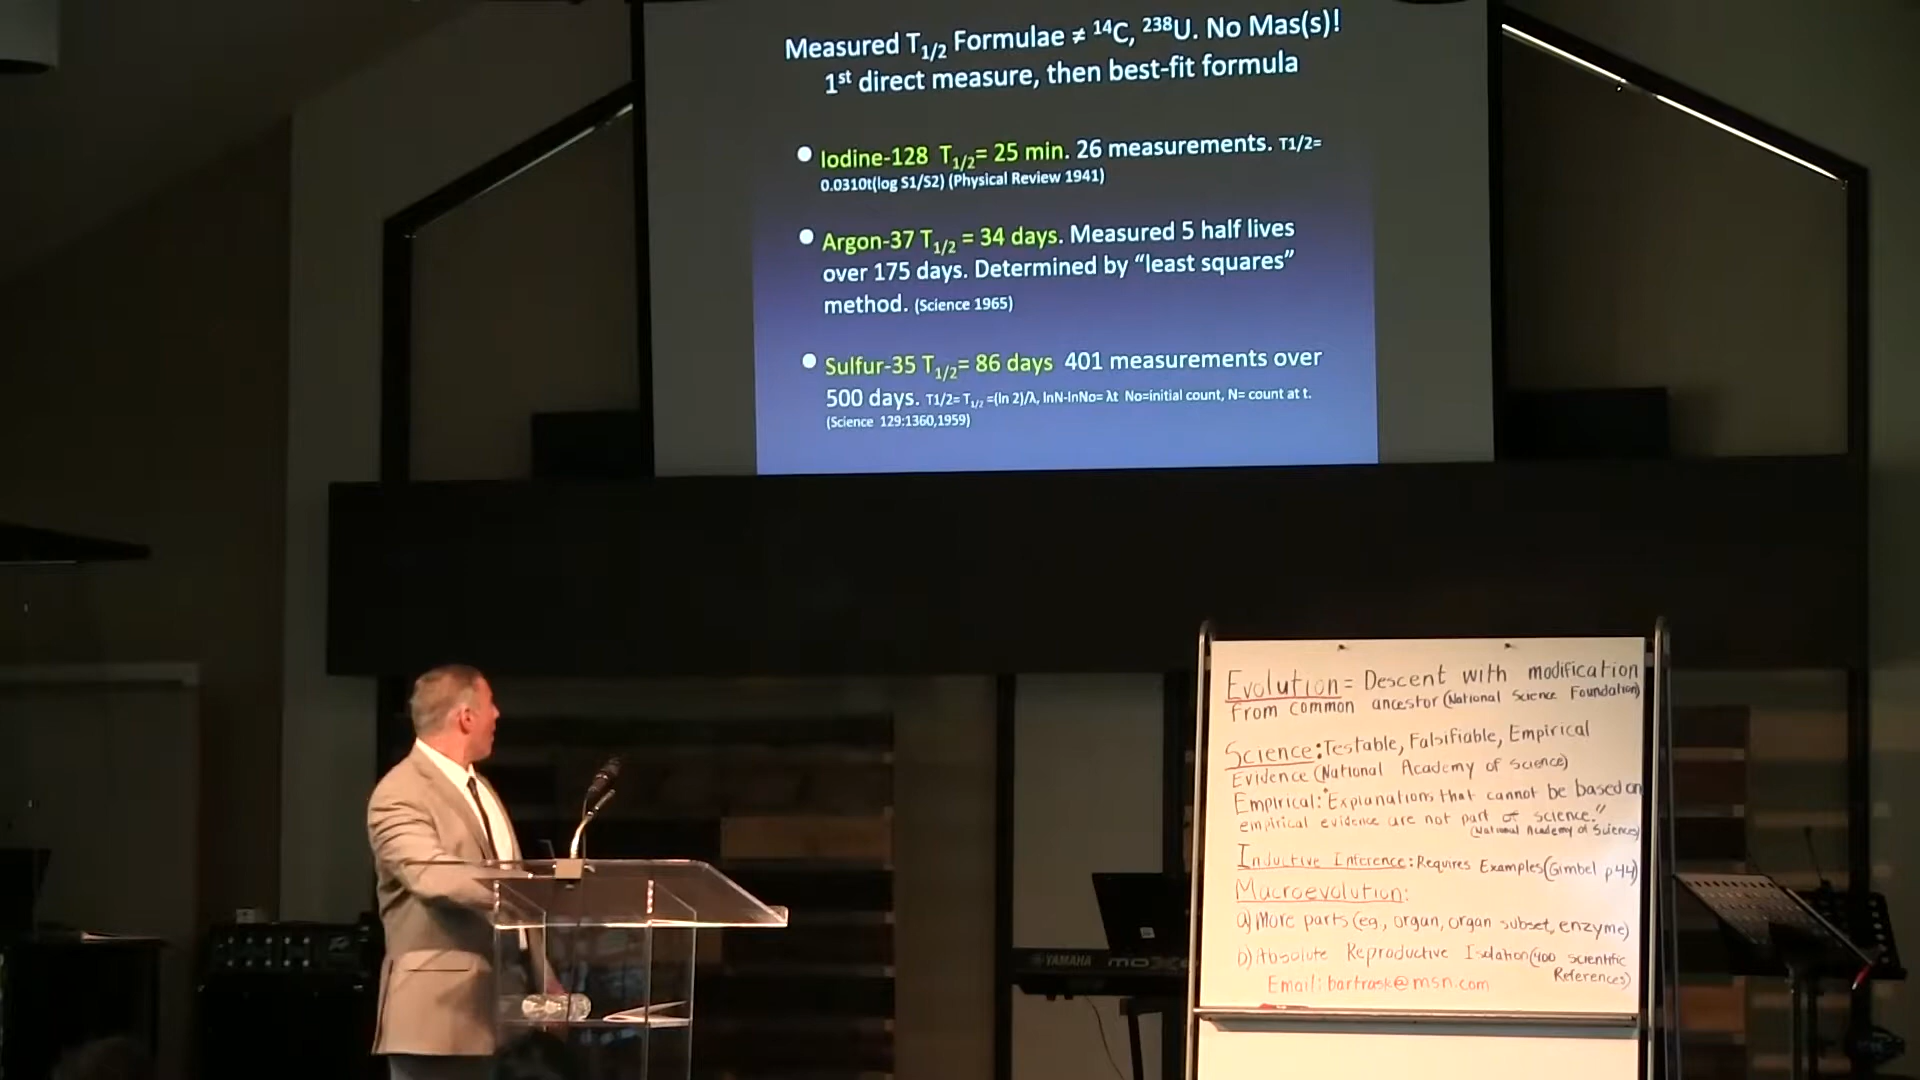 Measured T1/2 Formulae ≠ 14C, 238U. No Mas(s)!
1st direct measure, then best-fit formula
Iodine-128 T1/2= 25 min. 26 measurements. T1/2=
0.0310t(log S1/S2) (Physical Review 1941)
Argon-37 T1/2 = 34 days. Measured 5 half lives
over 175 days. Determined by “least squares”
method. (Science 1965)
Sulfur-35 T1/2= 86 days 401 measurements over
500 days. T1/2= T1/2 =(ln 2)/λ, lnN-lnNo= λt No=initial count, N= count at t.
(Science 129:1360,1959)
Evolution = Descent with modification
From common ancestor (National Science Foundation)
Science: Testable, Falsifiable, Empirical
Evidence (National Academy of Science)
Empirical: "Explanations that cannot be based on
empirical evidence are not part of science."
(National Academy of Sciences)
Inductive Inference: Requires Examples (Gimbel p44)
Macroevolution:
a) More parts (eg, organ, organ subset, enzyme)
b) Absolute Reproductive Isolation (400 scientific
References)
Email: bartrask@msn.com
YAMAHA